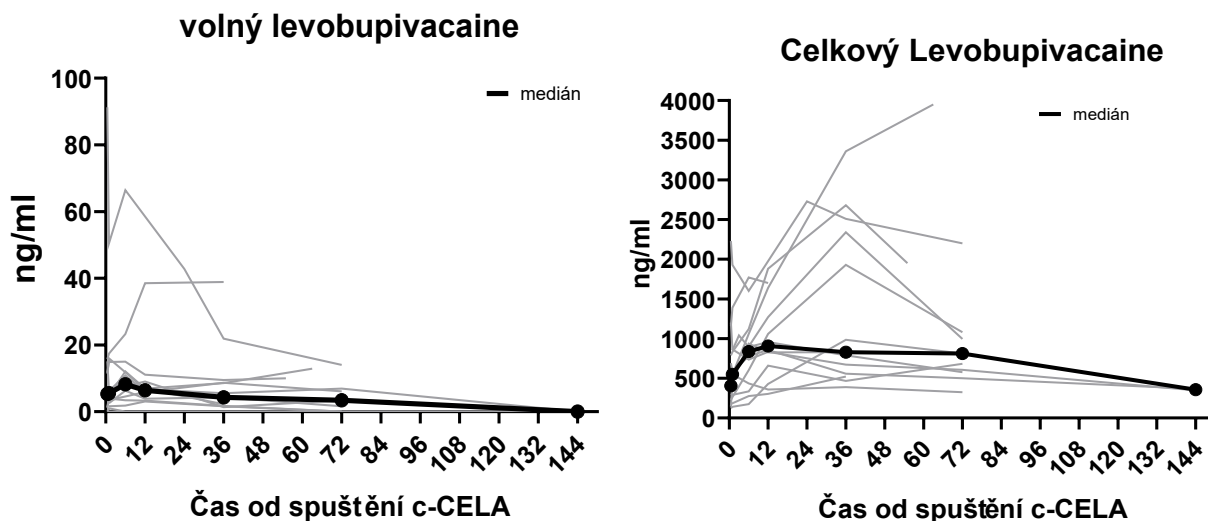 volný levobupivacaine
medián
100
80
60
40
20
0
ng/ml
0 12 24 36 48 60 72 84 96 108 120 132 144
Čas od spuštění c-CELA
Celkový Levobupivacaine
medián
4000
3500
3000
2500
2000
1500
1000
500
0
ng/ml
0 12 24 36 48 60 72 84 96 108 120 132 144
Čas od spuštění c-CELA